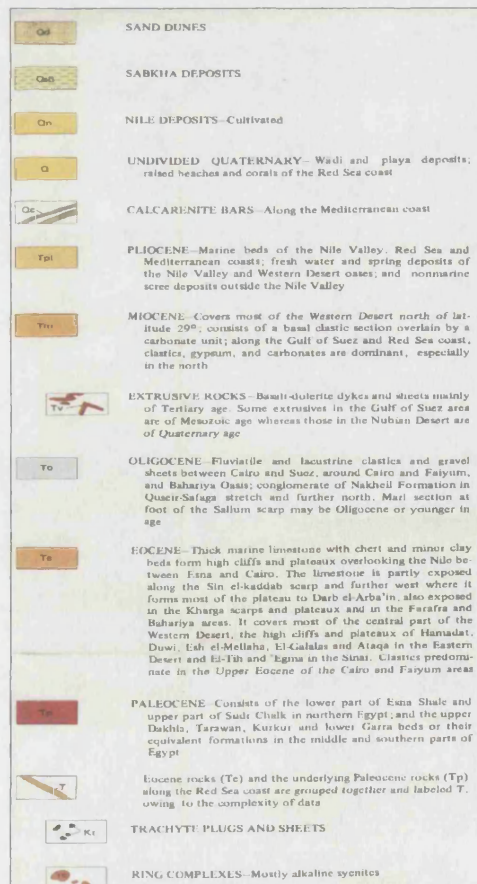 Qd SAND DUNES
Qsb SABKHA DEPOSITS
Qn NILE DEPOSITS–Cultivated
Q UNDIVIDED QUATERNARY– Wadi and playa deposits;
raised beaches and corals of the Red Sea coast
Qc CALCARENITE BARS–Along the Mediterranean coast
Tpl PLIOCENE–Marine beds of the Nile Valley, Red Sea and
Mediterranean coasts; fresh water and spring deposits of
the Nile Valley and Western Desert oases; and nonmarine
scree deposits outside the Nile Valley
Tm MIOCENE–Covers most of the Western Desert north of lat-
itude 29°; consists of a basal clastic section overlain by a
carbonate unit; along the Gulf of Suez and Red Sea coast,
clastics, gypsum, and carbonates are dominant, especially
in the north
Tv EXTRUSIVE ROCKS–Basalt-dolerite dykes and sheets mainly
of Tertiary age. Some extrusives in the Gulf of Suez area
are of Mesozoic age whereas those in the Nubian Desert are
of Quaternary age
To OLIGOCENE–Fluviatile and lacustrine clastics and gravel
sheets between Cairo and Suez, around Cairo and Faiyum,
and Bahariya Oasis; conglomerate of Nakheil Formation in
Quseir-Safaga stretch and further north. Marl section at
foot of the Sallum scarp may be Oligocene or younger in
age
Te EOCENE–Thick marine limestone with chert and minor clay
beds form high cliffs and plateaux overlooking the Nile be-
tween Esna and Cairo. The limestone is partly exposed
along the Sin el-kaddab scarp and further west where it
forms most of the plateau to Darb el-Arba'in, also exposed
in the Kharga scarps and plateaux and in the Farafra and
Bahariya areas. It covers most of the central part of the
Western Desert, the high cliffs and plateaux of Hamadat,
Duwi, Esh el-Mellaha, El-Galalas and Ataqa in the Eastern
Desert and El-Tih and 'Egma in the Sinai. Clastics predomi-
nate in the Upper Eocene of the Cairo and Faiyum areas
Tp PALEOCENE–Consists of the lower part of Esna Shale and
upper part of Sudr Chalk in northern Egypt; and the upper
Dakhla, Tarawan, Kurkur and lower Garra beds or their
equivalent formations in the middle and southern parts of
Egypt
T Eocene rocks (Te) and the underlying Paleocene rocks (Tp)
along the Red Sea coast are grouped together and labeled T,
owing to the complexity of data
Kt TRACHYTE PLUGS AND SHEETS
RING COMPLEXES–Mostly alkaline syenites